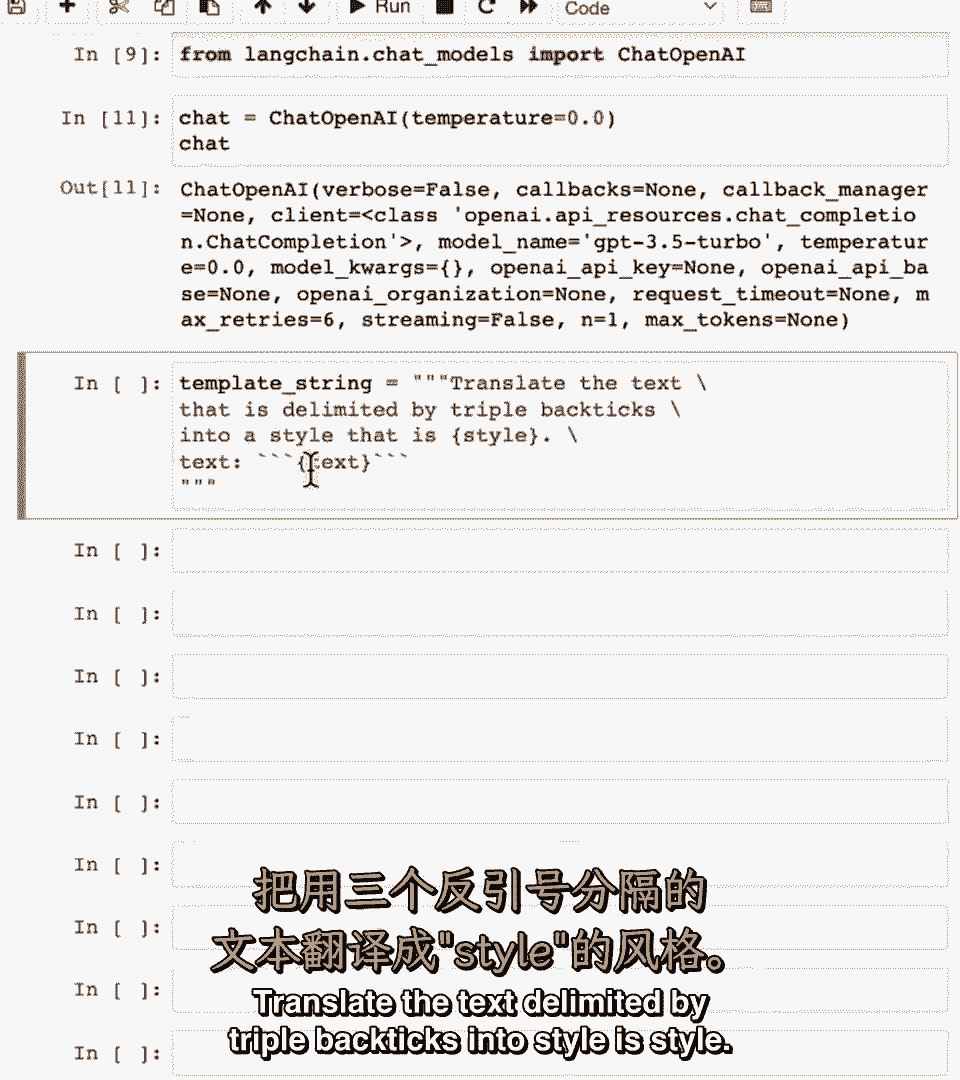 Run
Code
In [9]: from langchain.chat_models import ChatOpenAI
In [11]: chat = ChatOpenAI(temperature=0.0)
chat
Out[11]: ChatOpenAI(verbose=False, callbacks=None, callback_manager
=None, client=<class 'openai.api_resources.chat_completio
n.ChatCompletion'>, model_name='gpt-3.5-turbo', temperatur
e=0.0, model_kwargs={}, openai_api_key=None, openai_api_ba
se=None, openai_organization=None, request_timeout=None, m
ax_retries=6, streaming=False, n=1, max_tokens=None)
In [ ]: template_string = """Translate the text \
that is delimited by triple backticks \
into a style that is {style}. \
text: ```{text}```
"""
In [ ]:
In [ ]:
In [ ]:
In [ ]:
In [ ]:
In [ ]:
In [ ]:
In [ ]:
In [ ]:
把用三个反引号分隔的
文本翻译成"style"的风格。
Translate the text delimited by
triple backticks into style is style.